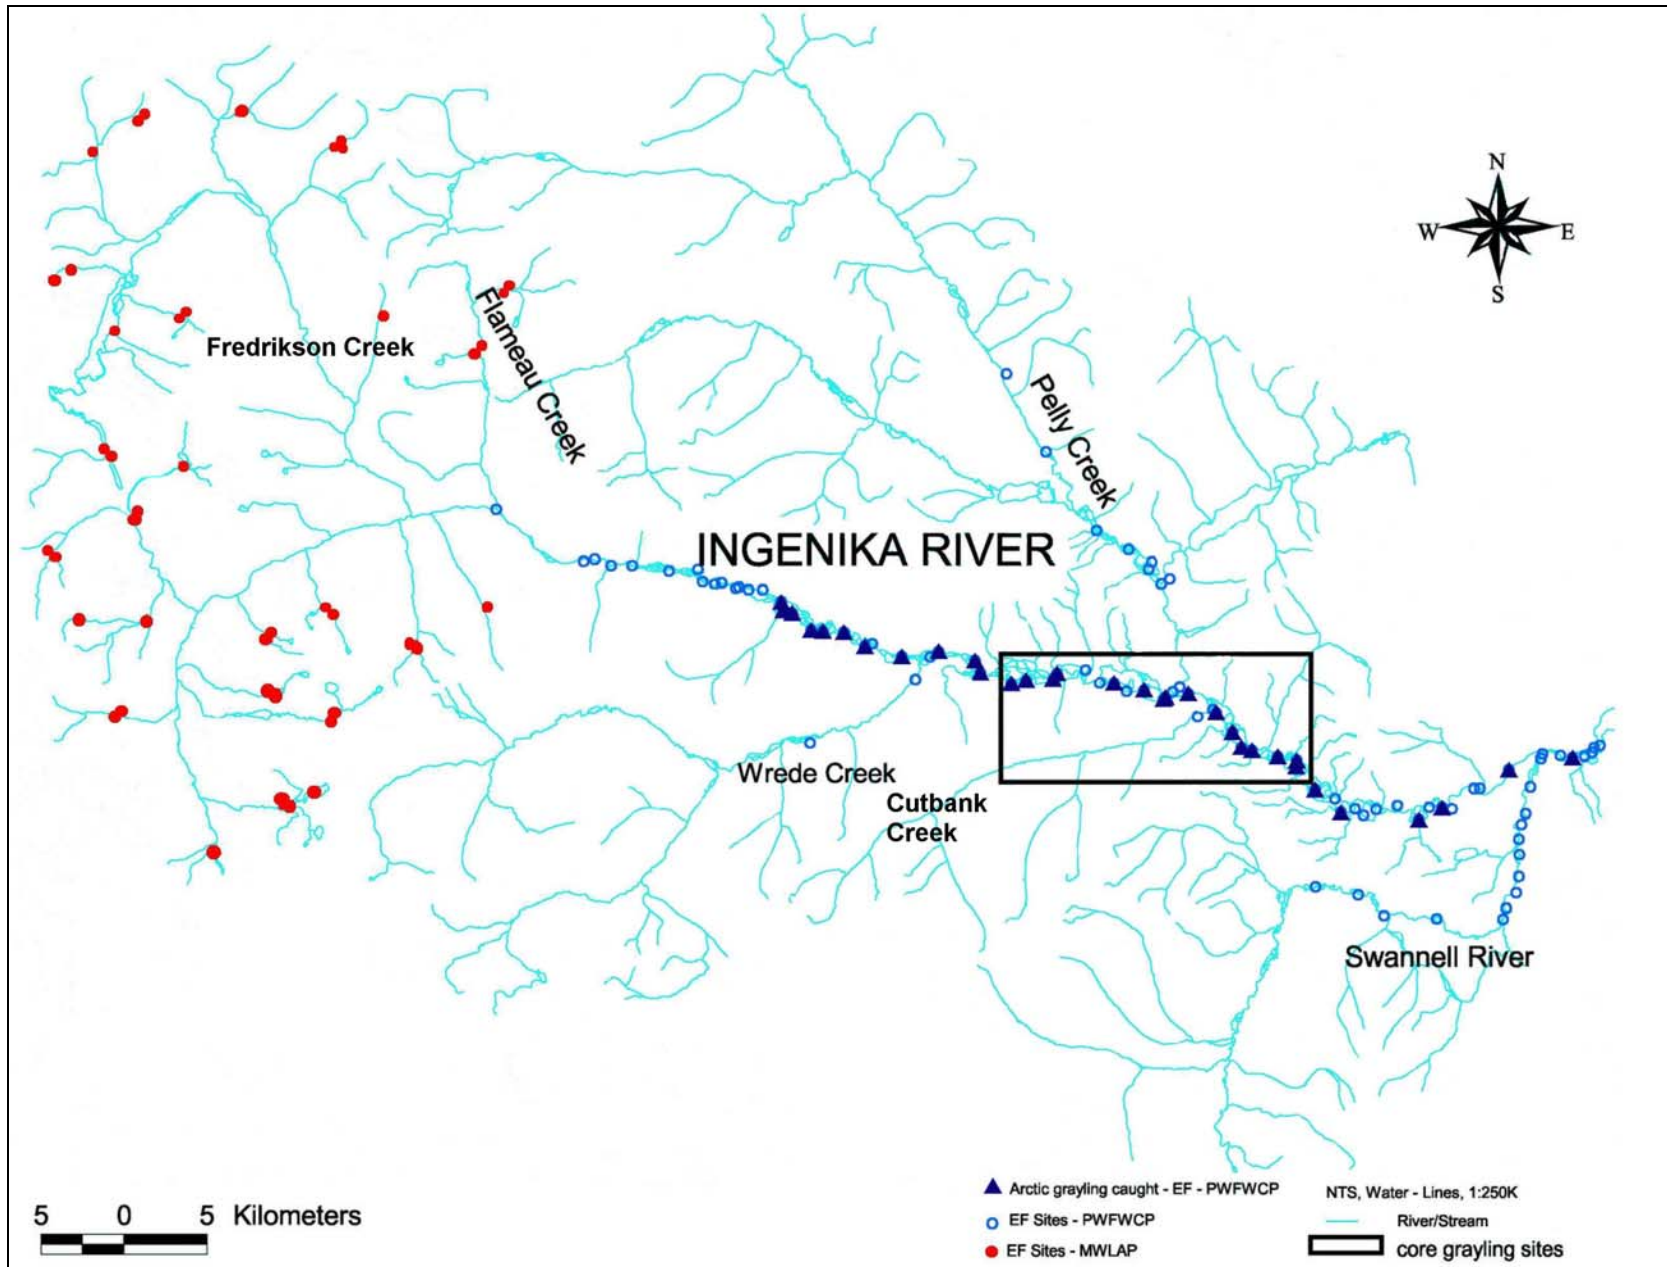 N
W E
S
Flameau Creek
Fredrikson Creek
Pelly Creek
INGENIKA RIVER
Wrede Creek
Cutbank
Creek
Swannell River
Arctic grayling caught - EF - PWFWCP
EF Sites - PWFWCP
EF Sites - MWLAP
NTS, Water - Lines, 1:250K
River/Stream
core grayling sites
5 0 5 Kilometers